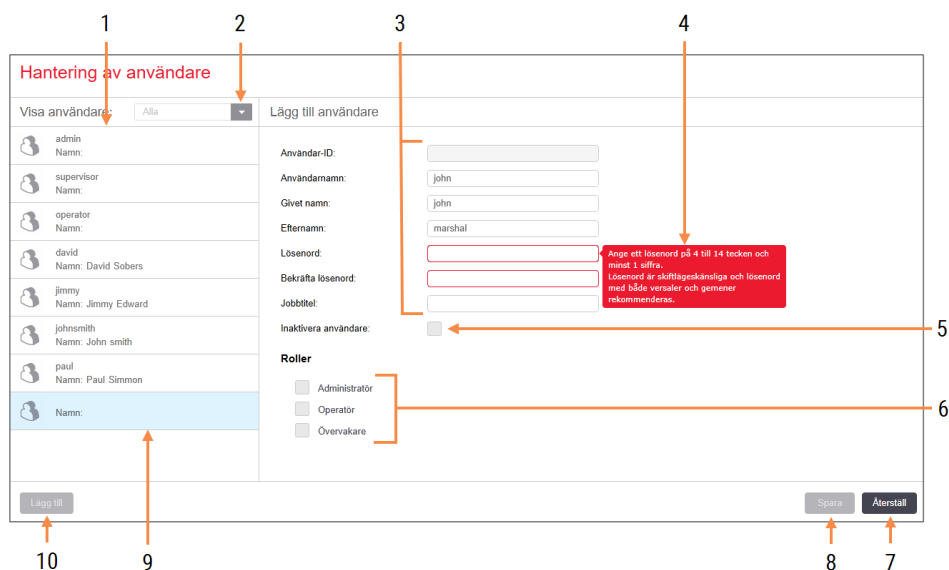 1 2 3 4
Hantering av användare
Visa användare: Alla
Lägg till användare
admin
Namn:
supervisor
Namn:
operator
Namn:
david
Namn: David Sobers
jimmy
Namn: Jimmy Edward
johnsmith
Namn: John smith
paul
Namn: Paul Simmon
Namn:
Användar-ID:
Användarnamn: john
Givet namn: john
Efternamn: marshal
Lösenord:
Ange ett lösenord på 4 till 14 tecken och
minst 1 siffra.
Lösenord är skiftlägeskänsliga och lösenord
med både versaler och gemener
rekommenderas.
Bekräfta lösenord:
Jobbtitel:
Inaktivera användare:
5
Roller
Administratör
Operatör
Övervakare
6
Lägg till
Spara
Återställ
10 9 8 7